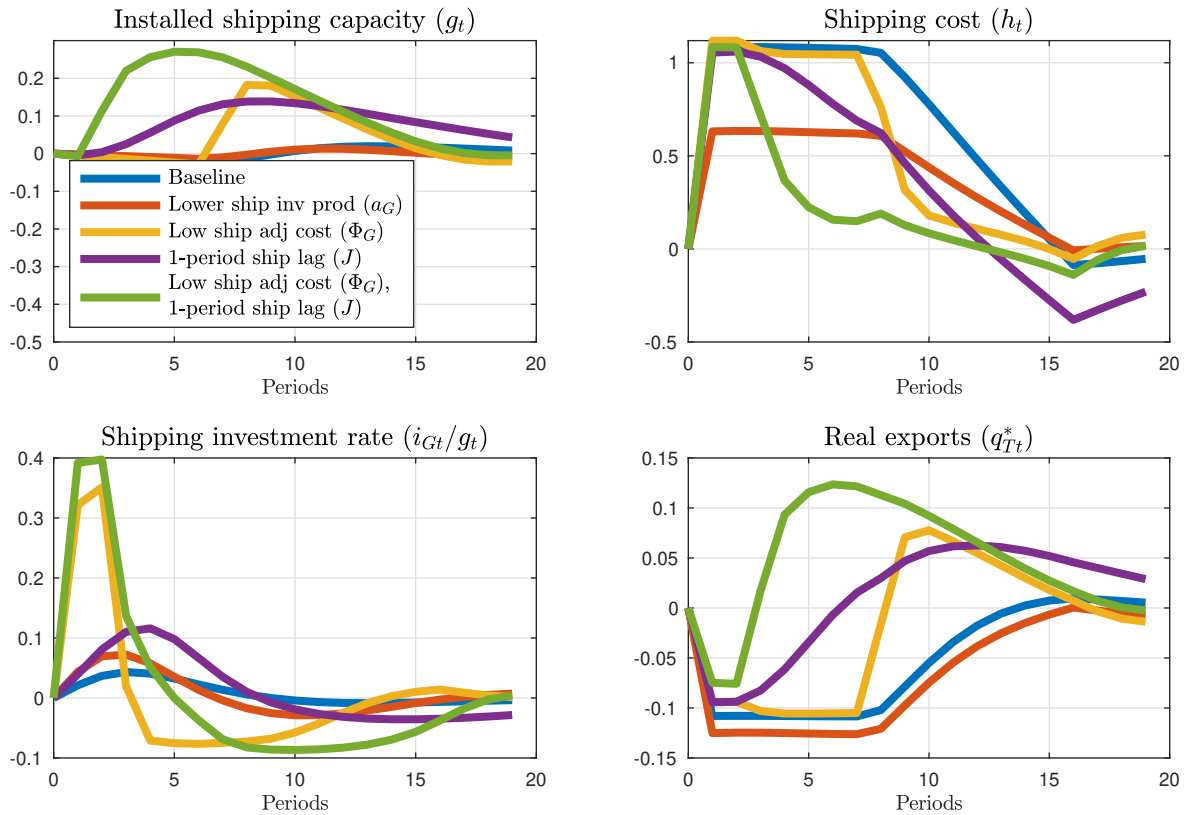 Installed shipping capacity (g_t)
0.2
0.1
0
-0.1
-0.2
-0.3
-0.4
-0.5
Baseline
Lower ship inv prod (a_G)
Low ship adj cost (Φ_G)
1-period ship lag (J)
Low ship adj cost (Φ_G),
1-period ship lag (J)
0 5 10 15 20
Periods
Shipping cost (h_t)
1
0.5
0
-0.5
0 5 10 15 20
Periods
Shipping investment rate (i_{Gt}/g_t)
0.4
0.3
0.2
0.1
0
-0.1
0 5 10 15 20
Periods
Real exports (q^*_{Tt})
0.15
0.1
0.05
0
-0.05
-0.1
-0.15
0 5 10 15 20
Periods